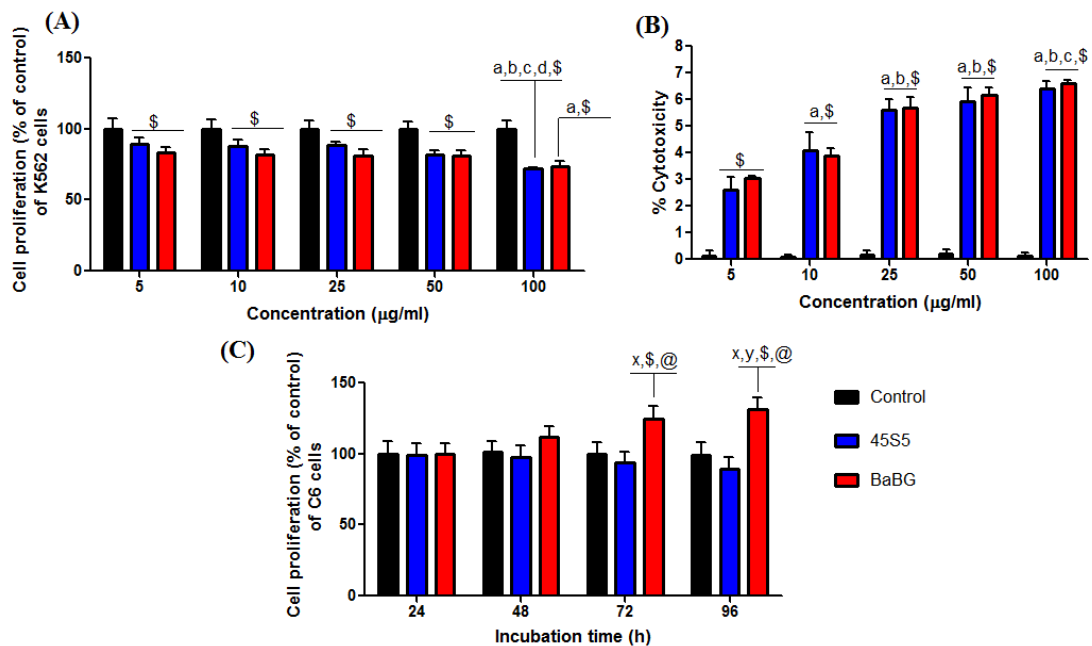 (A)
Cell proliferation (% of control)
of K562 cells
150
100
50
0
$
$
$
$
a,b,c,d,$
a,$
5
10
25
50
100
Concentration (μg/ml)
(B)
% Cytotoxicity
8
7
6
5
4
3
2
1
0
$
a,$
a,b,$
a,b,$
a,b,c,$
5
10
25
50
100
Concentration (μg/ml)
(C)
Cell proliferation (% of control)
of C6 cells
150
100
50
0
x,$,@
x,y,$,@
24
48
72
96
Incubation time (h)
Control
45S5
BaBG